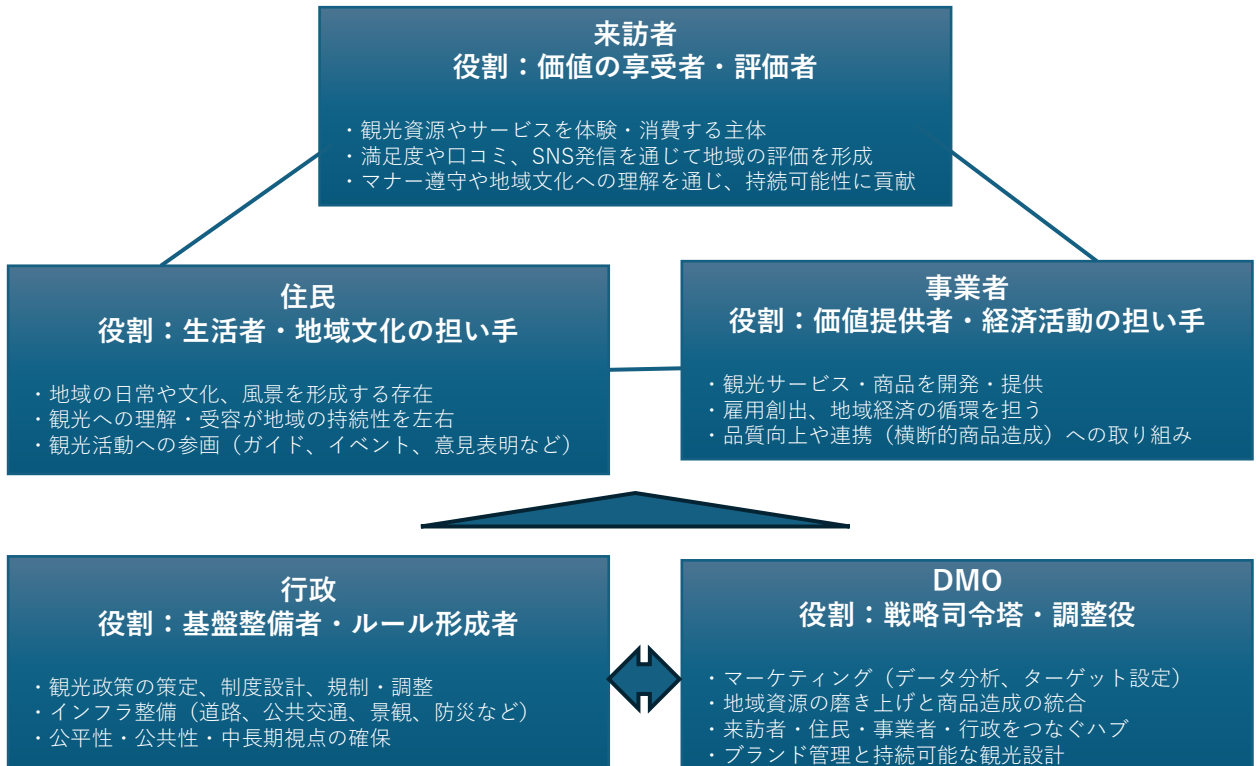 来訪者
役割：価値の享受者・評価者
・観光資源やサービスを体験・消費する主体
・満足度や口コミ、SNS発信を通じて地域の評価を形成
・マナー遵守や地域文化への理解を通じ、持続可能性に貢献
住民
役割：生活者・地域文化の担い手
・地域の日常や文化、風景を形成する存在
・観光への理解・受容が地域の持続性を左右
・観光活動への参画（ガイド、イベント、意見表明など）
事業者
役割：価値提供者・経済活動の担い手
・観光サービス・商品を開発・提供
・雇用創出、地域経済の循環を担う
・品質向上や連携（横断的商品造成）への取り組み
行政
役割：基盤整備者・ルール形成者
・観光政策の策定、制度設計、規制・調整
・インフラ整備（道路、公共交通、景観、防災など）
・公平性・公共性・中長期視点の確保
DMO
役割：戦略司令塔・調整役
・マーケティング（データ分析、ターゲット設定）
・地域資源の磨き上げと商品造成の統合
・来訪者・住民・事業者・行政をつなぐハブ
・ブランド管理と持続可能な観光設計